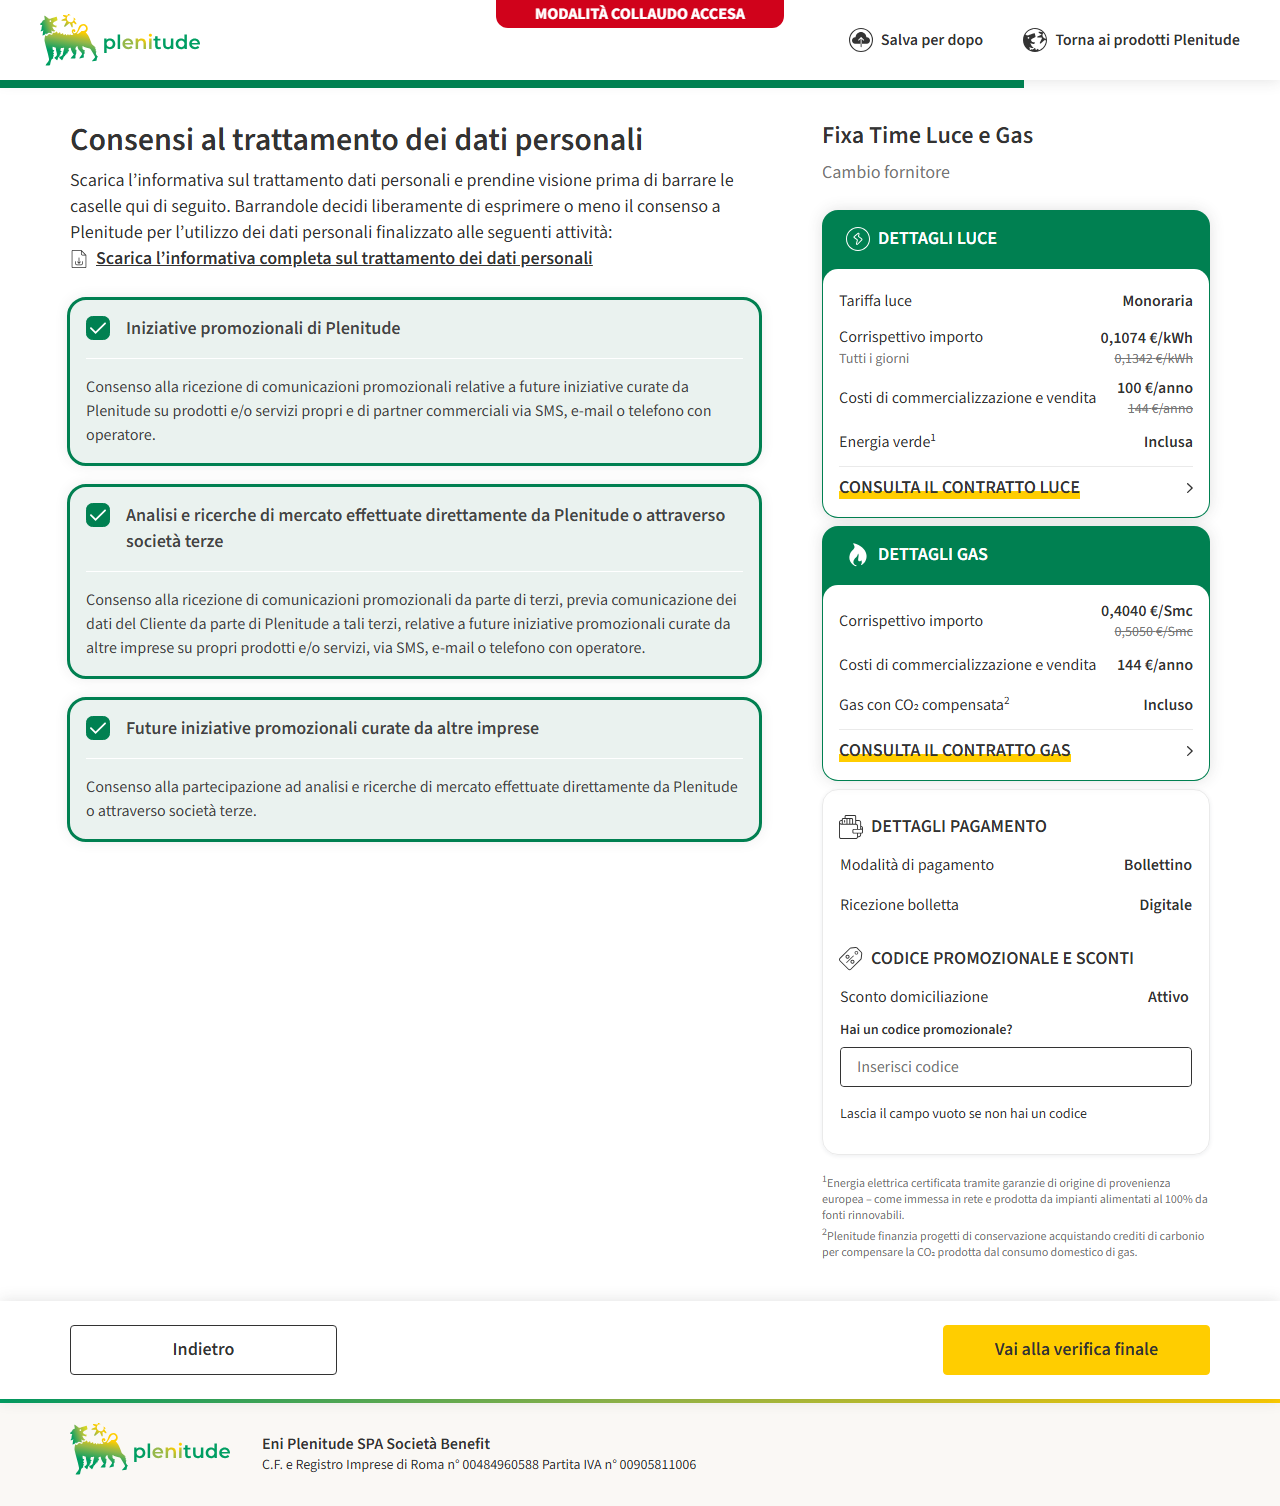 MODALITÀ COLLAUDO ACCESA
plenitude
Salva per dopo
Torna ai prodotti Plenitude
Consensi al trattamento dei dati personali
Scarica l’informativa sul trattamento dati personali e prendine visione prima di barrare le
caselle qui di seguito. Barrandole decidi liberamente di esprimere o meno il consenso a
Plenitude per l’utilizzo dei dati personali finalizzato alle seguenti attività:
Scarica l’informativa completa sul trattamento dei dati personali
Iniziative promozionali di Plenitude
Consenso alla ricezione di comunicazioni promozionali relative a future iniziative curate da
Plenitude su prodotti e/o servizi propri e di partner commerciali via SMS, e-mail o telefono con
operatore.
Analisi e ricerche di mercato effettuate direttamente da Plenitude o attraverso
società terze
Consenso alla ricezione di comunicazioni promozionali da parte di terzi, previa comunicazione dei
dati del Cliente da parte di Plenitude a tali terzi, relative a future iniziative promozionali curate da
altre imprese su propri prodotti e/o servizi, via SMS, e-mail o telefono con operatore.
Future iniziative promozionali curate da altre imprese
Consenso alla partecipazione ad analisi e ricerche di mercato effettuate direttamente da Plenitude
o attraverso società terze.
Fixa Time Luce e Gas
Cambio fornitore
DETTAGLI LUCE
Tariffa luce Monoraria
Corrispettivo importo 0,1074 €/kWh
Tutti i giorni 0,1342 €/kWh
Costi di commercializzazione e vendita 100 €/anno
144 €/anno
Energia verde¹ Inclusa
CONSULTA IL CONTRATTO LUCE
DETTAGLI GAS
Corrispettivo importo 0,4040 €/Smc
0,5050 €/Smc
Costi di commercializzazione e vendita 144 €/anno
Gas con CO₂ compensata² Incluso
CONSULTA IL CONTRATTO GAS
DETTAGLI PAGAMENTO
Modalità di pagamento Bollettino
Ricezione bolletta Digitale
CODICE PROMOZIONALE E SCONTI
Sconto domiciliazione Attivo
Hai un codice promozionale?
Inserisci codice
Lascia il campo vuoto se non hai un codice
¹Energia elettrica certificata tramite garanzie di origine di provenienza
europea – come immessa in rete e prodotta da impianti alimentati al 100% da
fonti rinnovabili.
²Plenitude finanzia progetti di conservazione acquistando crediti di carbonio
per compensare la CO₂ prodotta dal consumo domestico di gas.
Indietro
Vai alla verifica finale
plenitude
Eni Plenitude SPA Società Benefit
C.F. e Registro Imprese di Roma n° 00484960588 Partita IVA n° 00905811006